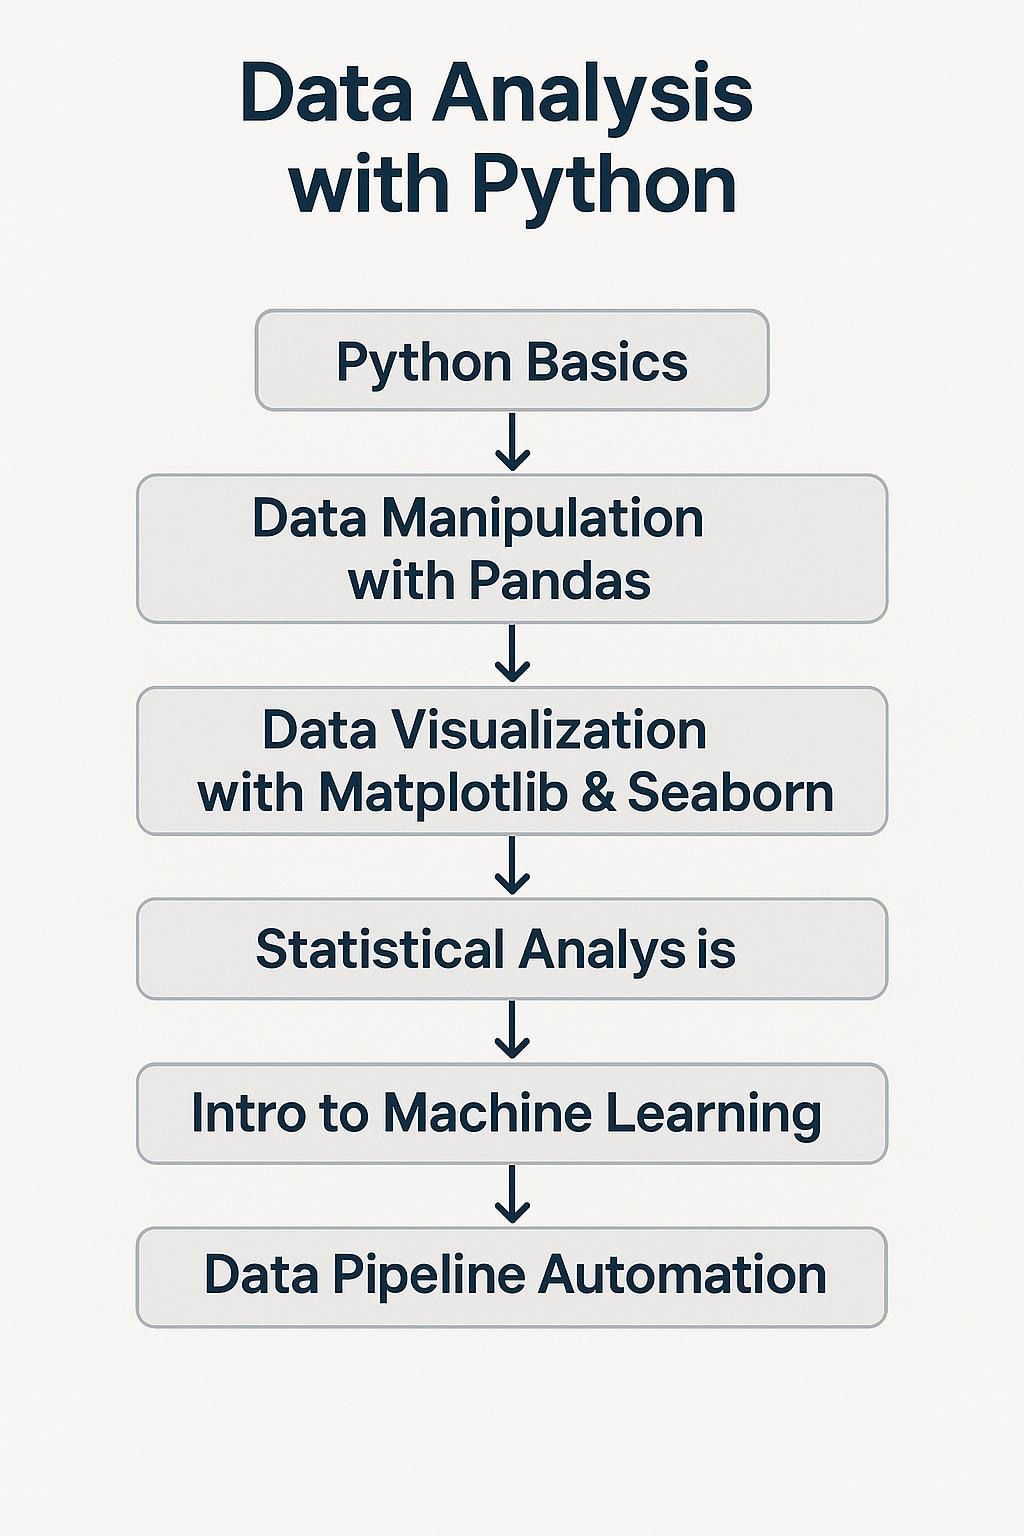 Data Analysis
with Python
Python Basics
Data Manipulation
with Pandas
Data Visualization
with Matplotlib & Seaborn
Statistical Analys is
Intro to Machine Learning
Data Pipeline Automation